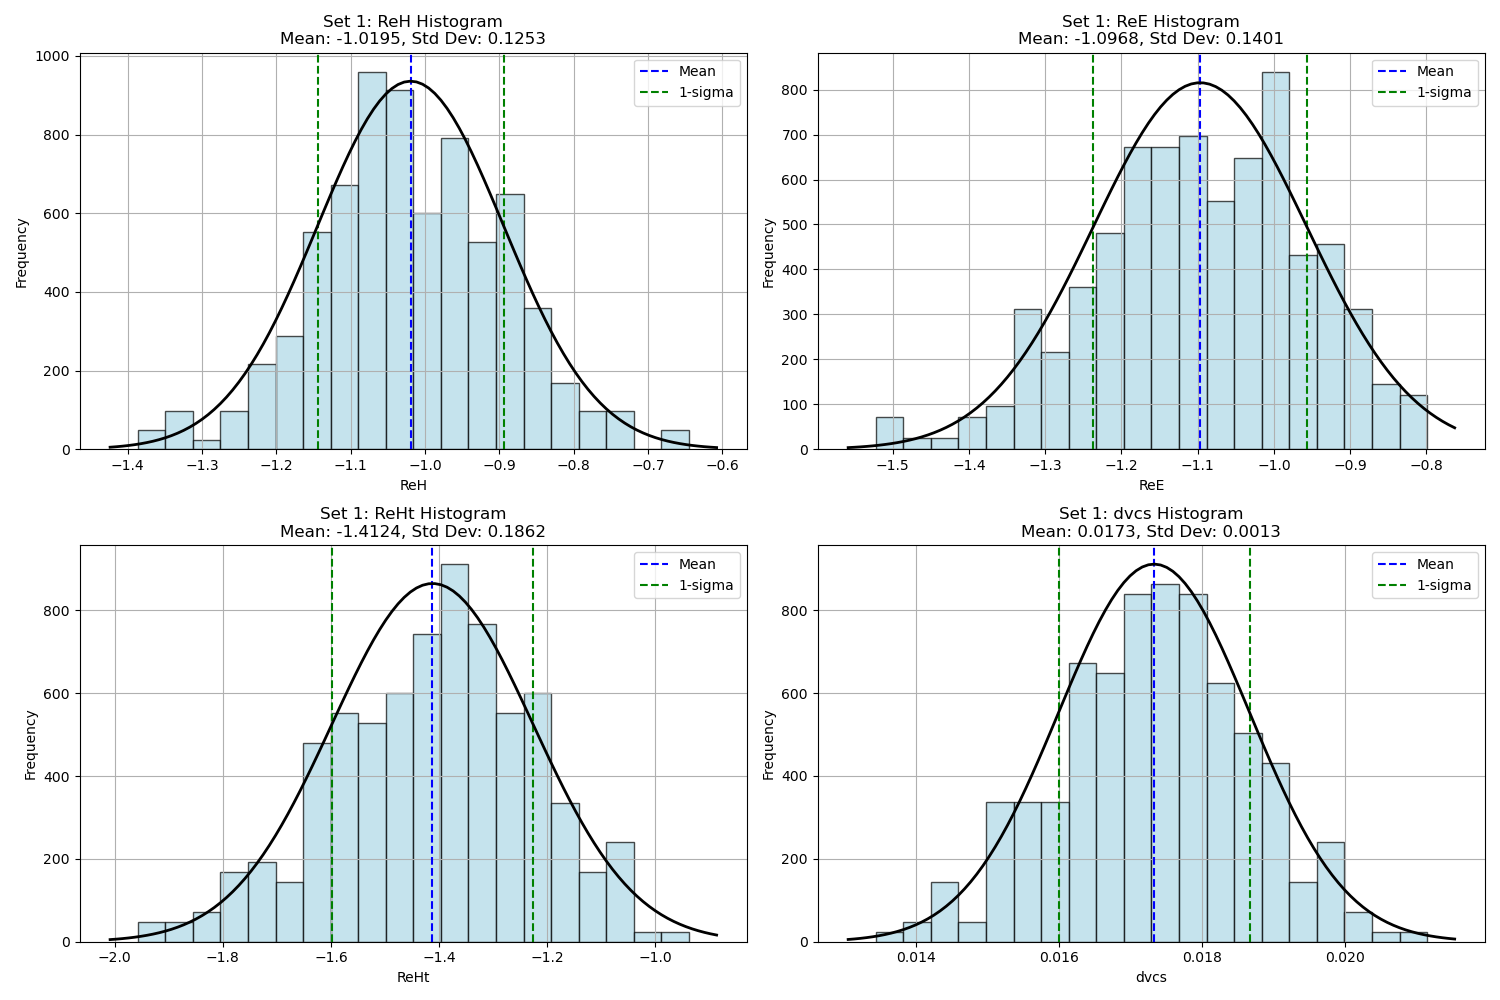 Set 1: ReH Histogram
Mean: -1.0195, Std Dev: 0.1253
Mean
1-sigma
Frequency
1000
800
600
400
200
0
−1.4 −1.3 −1.2 −1.1 −1.0 −0.9 −0.8 −0.7 −0.6
ReH
Set 1: ReE Histogram
Mean: -1.0968, Std Dev: 0.1401
Mean
1-sigma
Frequency
800
700
600
500
400
300
200
100
0
−1.5 −1.4 −1.3 −1.2 −1.1 −1.0 −0.9 −0.8
ReE
Set 1: ReHt Histogram
Mean: -1.4124, Std Dev: 0.1862
Mean
1-sigma
Frequency
800
600
400
200
0
−2.0 −1.8 −1.6 −1.4 −1.2 −1.0
ReHt
Set 1: dvcs Histogram
Mean: 0.0173, Std Dev: 0.0013
Mean
1-sigma
Frequency
800
600
400
200
0
0.014 0.016 0.018 0.020
dvcs